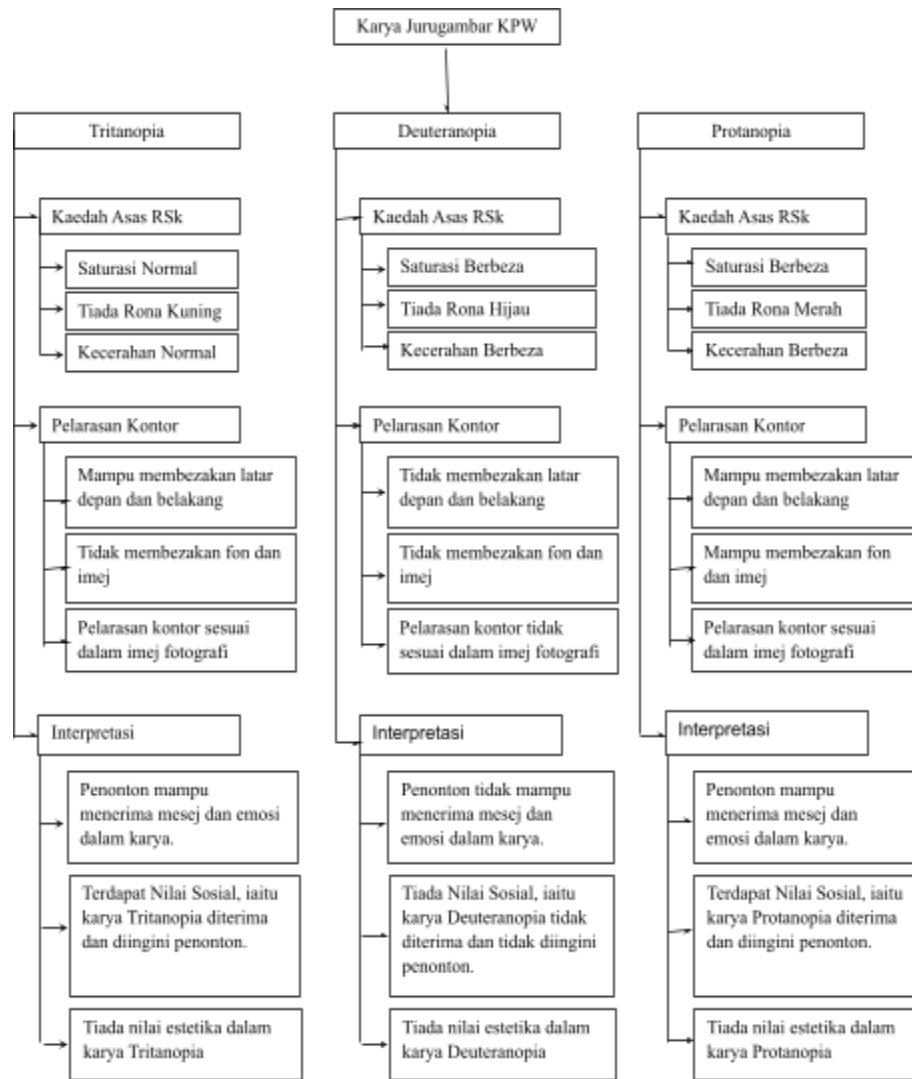 Karya Jurugambar KPW
Tritanopia
Kaedah Asas RSk
Saturasi Normal
Tiada Rona Kuning
Kecerahan Normal
Pelarasan Kontor
Mampu membezakan latar
depan dan belakang
Tidak membezakan fon dan
imej
Pelarasan kontor sesuai
dalam imej fotografi
Interpretasi
Penonton mampu
menerima mesej dan emosi
dalam karya.
Terdapat Nilai Sosial, iaitu
karya Tritanopia diterima
dan diingini penonton.
Tiada nilai estetika dalam
karya Tritanopia
Deuteranopia
Kaedah Asas RSk
Saturasi Berbeza
Tiada Rona Hijau
Kecerahan Berbeza
Pelarasan Kontor
Tidak membezakan latar
depan dan belakang
Tidak membezakan fon dan
imej
Pelarasan kontor tidak
sesuai dalam imej fotografi
Interpretasi
Penonton tidak mampu
menerima mesej dan
emosi dalam karya.
Tiada Nilai Sosial, iaitu
karya Deuteranopia tidak
diterima dan tidak diingini
penonton.
Tiada nilai estetika dalam
karya Deuteranopia
Protanopia
Kaedah Asas RSk
Saturasi Berbeza
Tiada Rona Merah
Kecerahan Berbeza
Pelarasan Kontor
Mampu membezakan latar
depan dan belakang
Mampu membezakan fon
dan imej
Pelarasan kontor sesuai
dalam imej fotografi
Interpretasi
Penonton mampu
menerima mesej dan
emosi dalam karya.
Terdapat Nilai Sosial, iaitu
karya Protanopia diterima
dan diingini penonton.
Tiada nilai estetika dalam
karya Protanopia